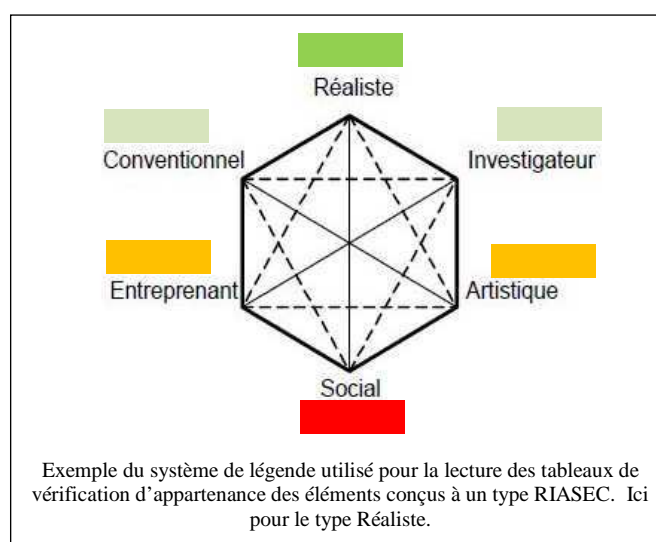 Réaliste
Conventionnel
Investigateur
Entreprenant
Artistique
Social
Exemple du système de légende utilisé pour la lecture des tableaux de
vérification d'appartenance des éléments conçus à un type RIASEC. Ici
pour le type Réaliste.